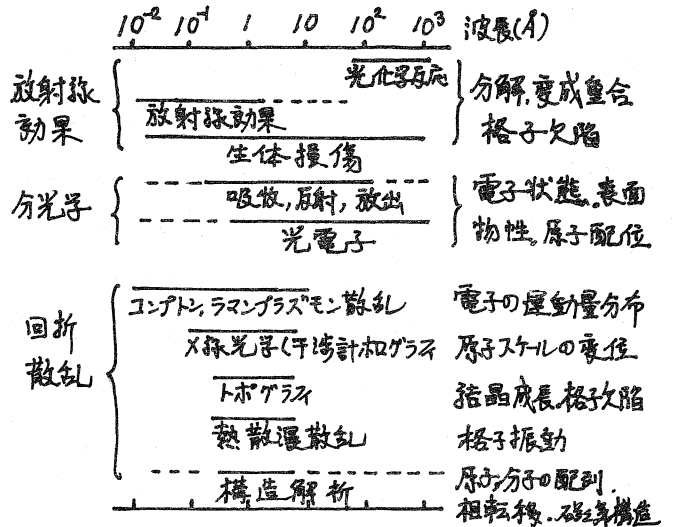 10⁻² 10⁻¹ 1 10 10² 10³ 波長(Å)
放射線
効果
光化学反応
放射線効果
生体損傷
分解,変成重合
格子欠陥
分光学
吸収,反射,放出
光電子
電子状態.表面
物性.原子配位
回折
散乱
コンプトン,ラマンプラズモン散乱 電子の運動量分布
X線光学(干渉計ホログラフィ 原子スケールの変位
トポグラフィ 結晶成長.格子欠陥
熱散漫散乱 格子振動
構造解析 原子,分子の配列.
相転移.磁気構造